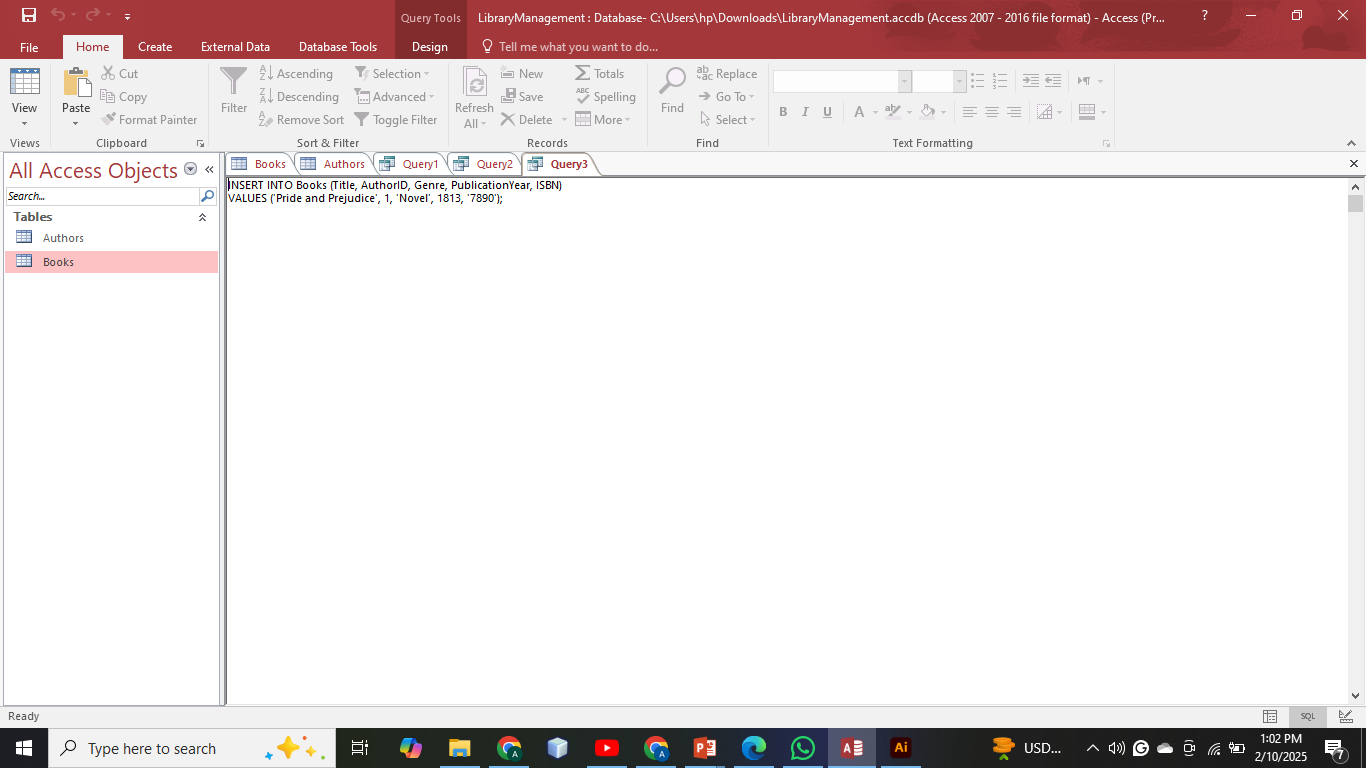 Query Tools
LibraryManagement : Database- C:\Users\hp\Downloads\LibraryManagement.accdb (Access 2007 - 2016 file format) - Access (Pr...
?
File Home Create External Data Database Tools Design Tell me what you want to do...
View
Views
Paste
Cut
Copy
Format Painter
Clipboard
Filter
Ascending
Descending
Remove Sort
Selection
Advanced
Toggle Filter
Sort & Filter
Refresh
All
New
Save
Delete
Totals
Spelling
More
Records
Find
Replace
Go To
Select
Find
B I U A
Text Formatting
All Access Objects
Search...
Tables
Authors
Books
Books Authors Query1 Query2 Query3
INSERT INTO Books (Title, AuthorID, Genre, PublicationYear, ISBN)
VALUES ('Pride and Prejudice', 1, 'Novel', 1813, '7890');
Ready
SQL
Type here to search
USD...
1:02 PM
2/10/2025
7